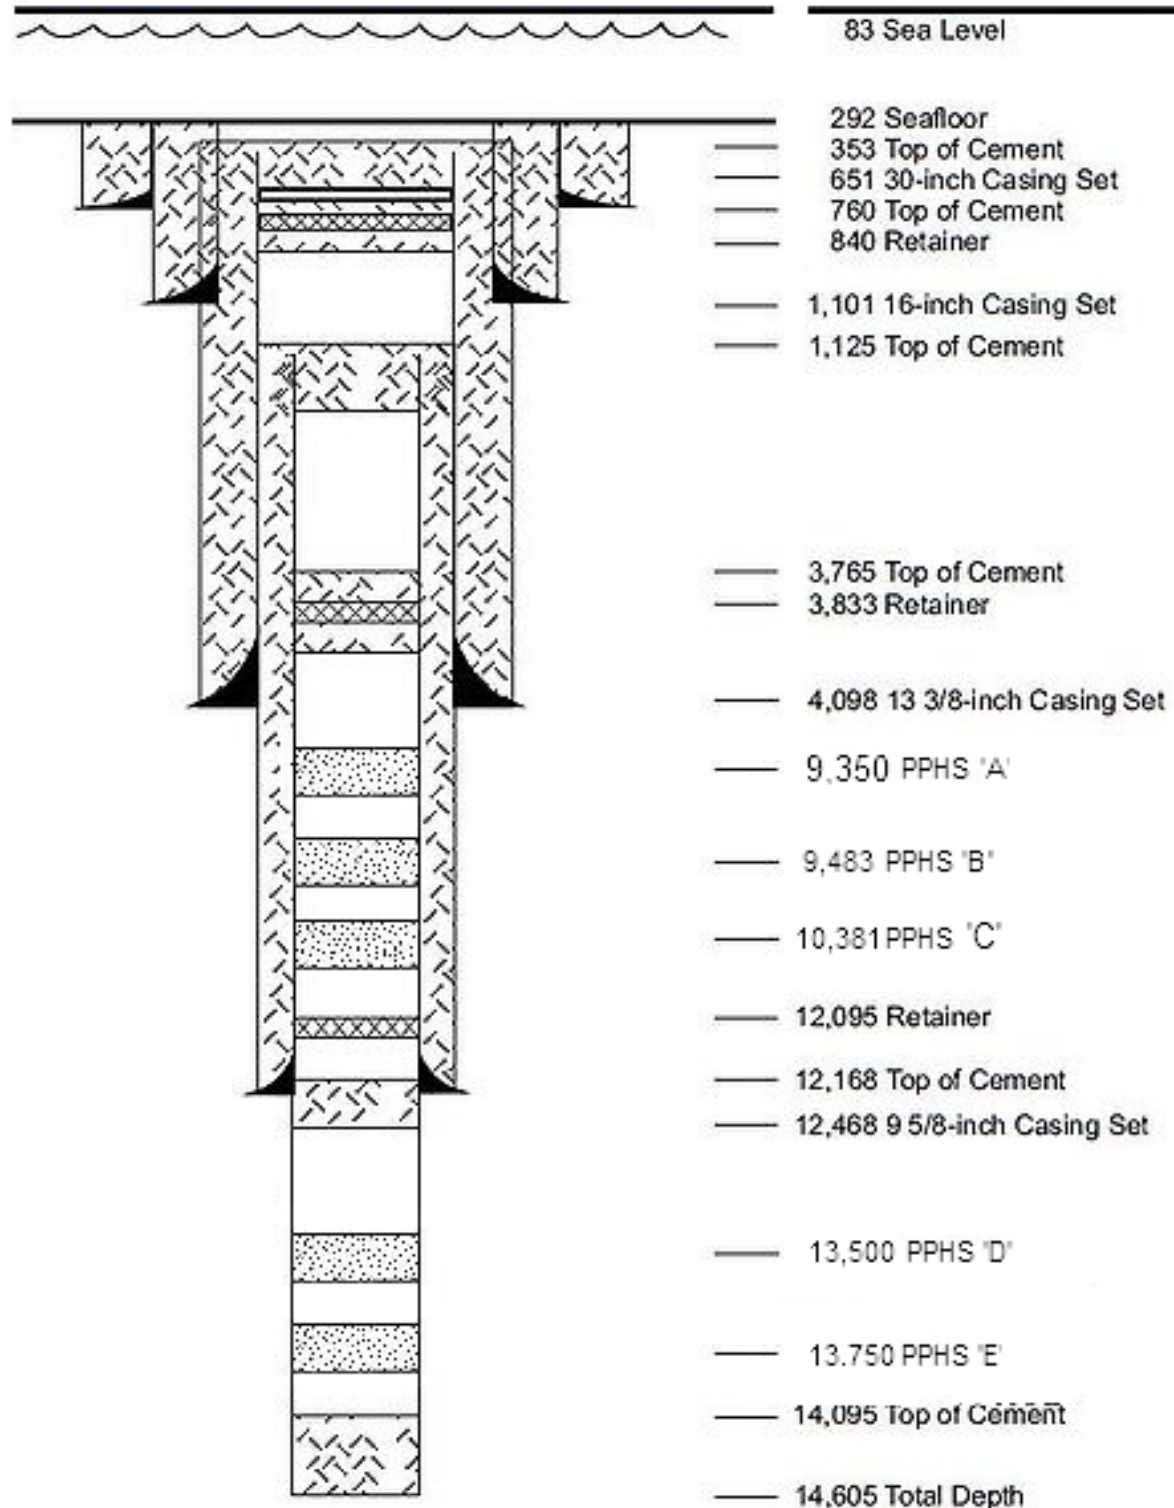 83 Sea Level
292 Seafloor
353 Top of Cement
651 30-inch Casing Set
760 Top of Cement
840 Retainer
1,101 16-inch Casing Set
1,125 Top of Cement
3,765 Top of Cement
3,833 Retainer
4,098 13 3/8-inch Casing Set
9,350 PPHS 'A'
9,483 PPHS 'B'
10,381 PPHS 'C'
12,095 Retainer
12,168 Top of Cement
12,468 9 5/8-inch Casing Set
13,500 PPHS 'D'
13.750 PPHS 'E'
14,095 Top of Cement
14,605 Total Depth